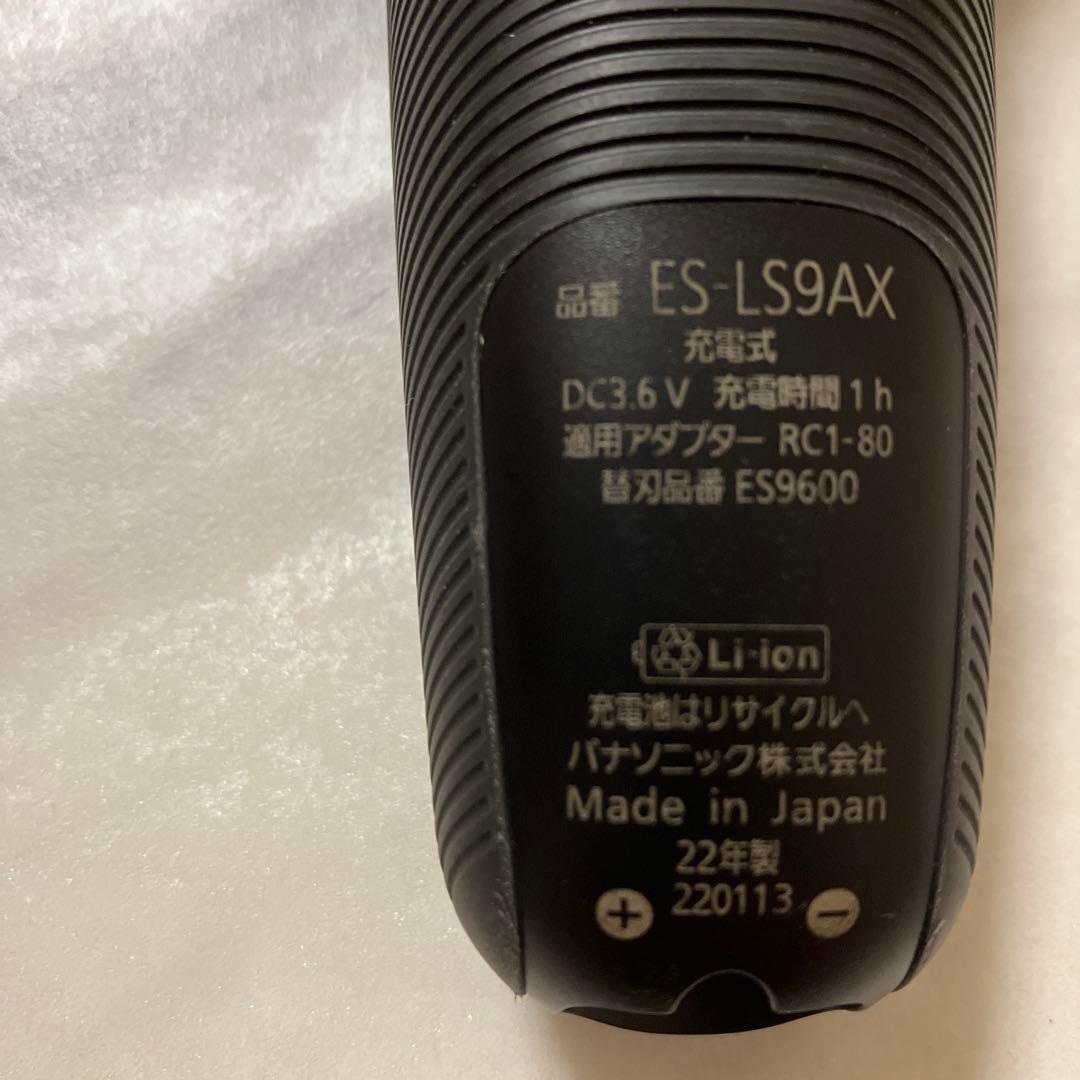 品番 ES-LS9AX
充電式
DC3.6 V 充電時間 1 h
適用アダプター RC1-80
替刃品番 ES9600
Li-ion
充電池はリサイクルへ
パナソニック株式会社
Made in Japan
22年製
+ 220113 -